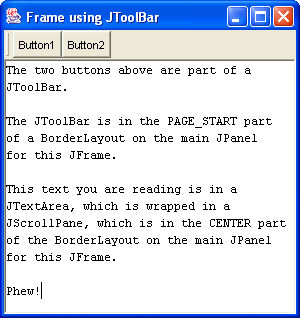 Frame using JToolBar
Button1 Button2
The two buttons above are part of a
JToolBar.
The JToolBar is in the PAGE_START part
of a BorderLayout on the main JPanel
for this JFrame.
This text you are reading is in a
JTextArea, which is wrapped in a
JScrollPane, which is in the CENTER part
of the BorderLayout on the main JPanel
for this JFrame.
Phew!